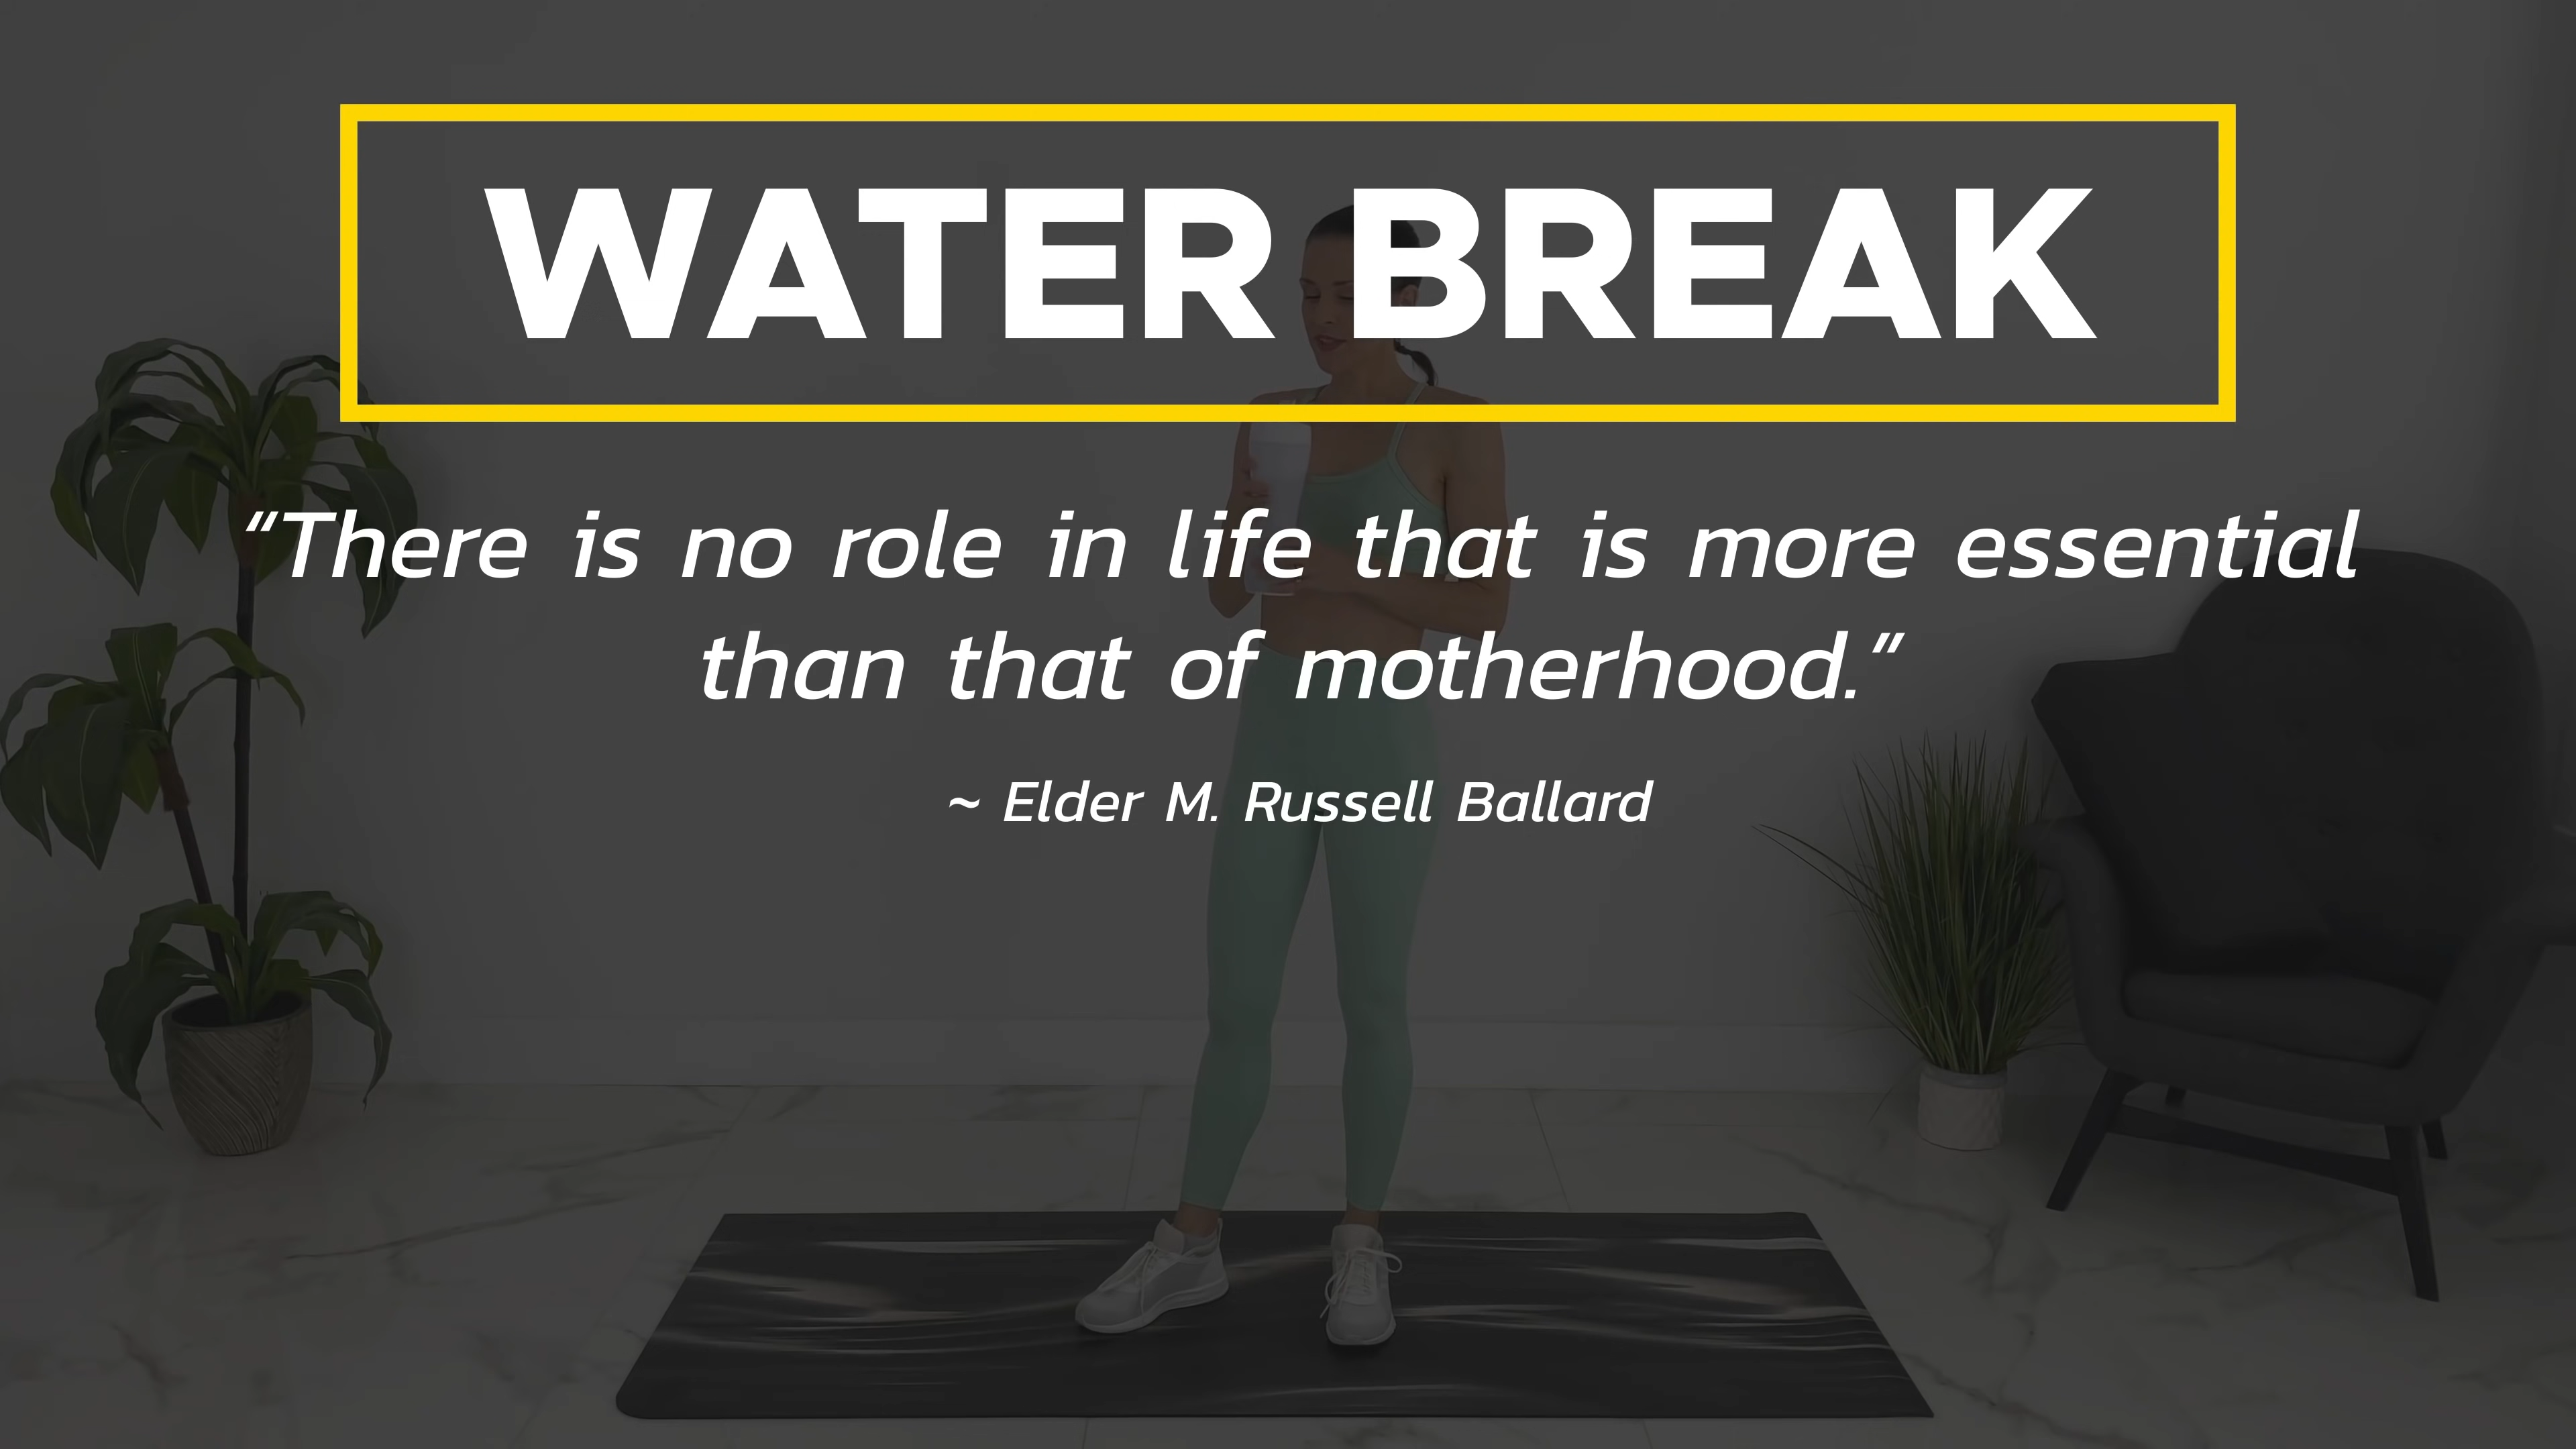 WATER BREAK
“There is no role in life that is more essential
than that of motherhood.”
~ Elder M. Russell Ballard